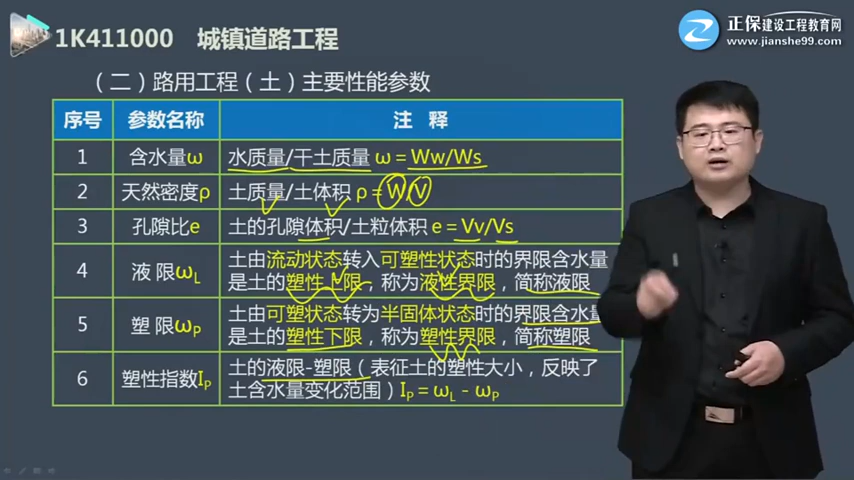 1K411000 城镇道路工程
正保建设工程教育网
www.jianshe99.com
（二）路用工程（土）主要性能参数
序号 参数名称 注 释
1 含水量ω 水质量/干土质量 ω = Ww/Ws
2 天然密度ρ 土质量/土体积 ρ = W/V
3 孔隙比e 土的孔隙体积/土粒体积 e = Vv/Vs
4 液 限ωL 土由流动状态转入可塑性状态时的界限含水量
是土的塑性上限，称为液性界限，简称液限
5 塑 限ωP 土由可塑状态转为半固体状态时的界限含水量
是土的塑性下限，称为塑性界限，简称塑限
6 塑性指数IP 土的液限-塑限（表征土的塑性大小，反映了
土含水量变化范围）IP = ωL - ωP